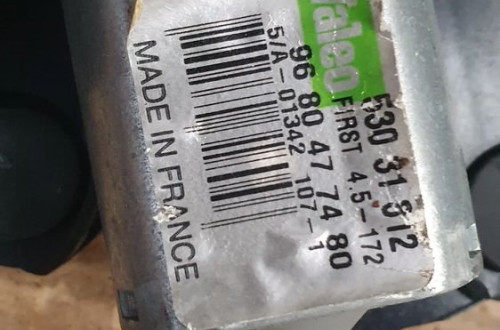 Valeo
530 31 812
FIRST 4.5-172
96 80 47 74 80
5/A-01342 107-1
MADE IN FRANCE